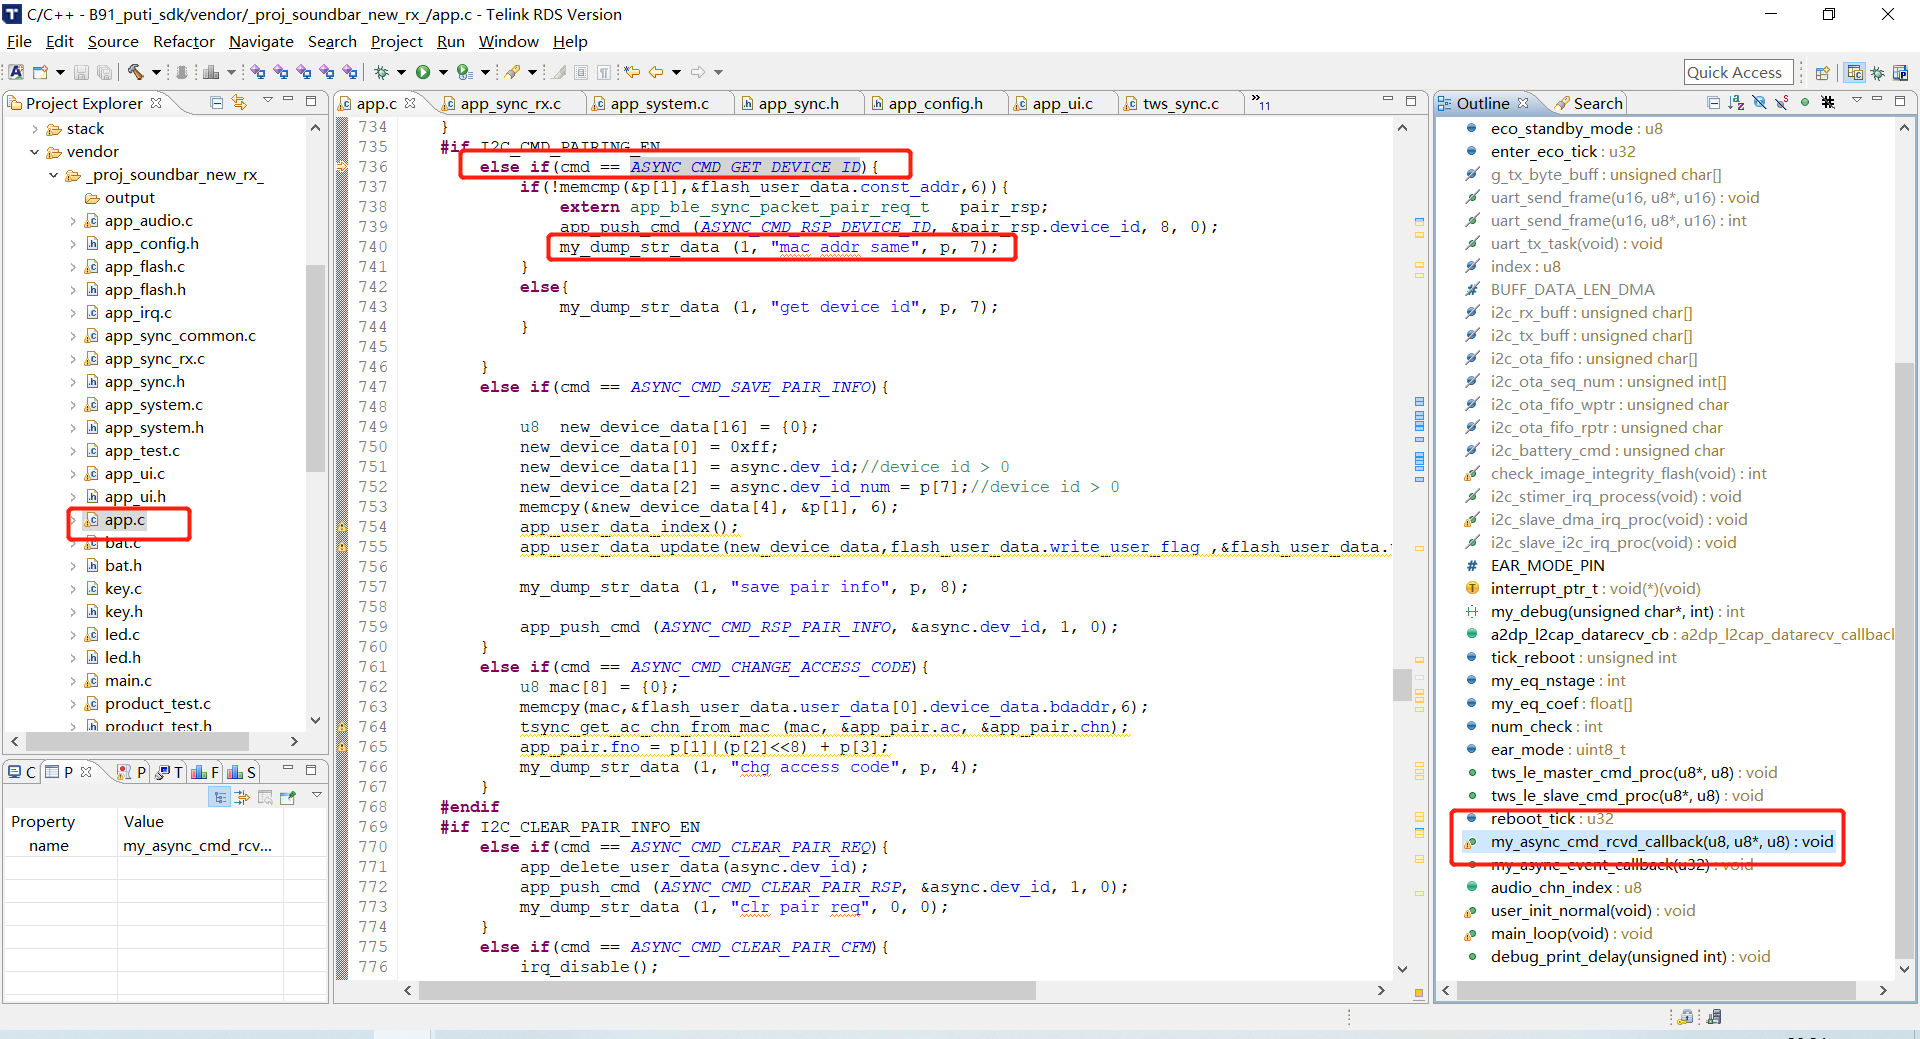 C/C++ - B91_puti_sdk/vendor/_proj_soundbar_new_rx_/app.c - Telink RDS Version
File Edit Source Refactor Navigate Search Project Run Window Help
Quick Access
Project Explorer
stack
vendor
_proj_soundbar_new_rx_
output
app_audio.c
app_config.h
app_flash.c
app_flash.h
app_irq.c
app_sync_common.c
app_sync_rx.c
app_sync.h
app_system.c
app_system.h
app_test.c
app_ui.c
app_ui.h
app.c
bat.c
bat.h
key.c
key.h
led.c
led.h
main.c
product_test.c
product_test.h
C P P T F S
Property Value
name my_async_cmd_rcv...
app.c app_sync_rx.c app_system.c app_sync.h app_config.h app_ui.c tws_sync.c »11
734 }
735 #if I2C_CMD_PAIRING_EN
736 else if(cmd == ASYNC_CMD_GET_DEVICE_ID){
737 if(!memcmp(&p[1],&flash_user_data.const_addr,6)){
738 extern app_ble_sync_packet_pair_req_t pair_rsp;
739 app_push_cmd (ASYNC_CMD_RSP_DEVICE_ID, &pair_rsp.device_id, 8, 0);
740 my_dump_str_data (1, "mac addr same", p, 7);
741 }
742 else{
743 my_dump_str_data (1, "get device id", p, 7);
744 }
745
746 }
747 else if(cmd == ASYNC_CMD_SAVE_PAIR_INFO){
748
749 u8 new_device_data[16] = {0};
750 new_device_data[0] = 0xff;
751 new_device_data[1] = async.dev_id;//device id > 0
752 new_device_data[2] = async.dev_id_num = p[7];//device id > 0
753 memcpy(&new_device_data[4], &p[1], 6);
754 app_user_data_index();
755 app_user_data_update(new_device_data,flash_user_data.write_user_flag ,&flash_user_data.
756
757 my_dump_str_data (1, "save pair info", p, 8);
758
759 app_push_cmd (ASYNC_CMD_RSP_PAIR_INFO, &async.dev_id, 1, 0);
760 }
761 else if(cmd == ASYNC_CMD_CHANGE_ACCESS_CODE){
762 u8 mac[8] = {0};
763 memcpy(mac,&flash_user_data.user_data[0].device_data.bdaddr,6);
764 tsync_get_ac_chn_from_mac (mac, &app_pair.ac, &app_pair.chn);
765 app_pair.fno = p[1]|(p[2]<<8) + p[3];
766 my_dump_str_data (1, "chg access code", p, 4);
767 }
768 #endif
769 #if I2C_CLEAR_PAIR_INFO_EN
770 else if(cmd == ASYNC_CMD_CLEAR_PAIR_REQ){
771 app_delete_user_data(async.dev_id);
772 app_push_cmd (ASYNC_CMD_CLEAR_PAIR_RSP, &async.dev_id, 1, 0);
773 my_dump_str_data (1, "clr pair req", 0, 0);
774 }
775 else if(cmd == ASYNC_CMD_CLEAR_PAIR_CFM){
776 irq_disable();
Outline Search
eco_standby_mode : u8
enter_eco_tick : u32
g_tx_byte_buff : unsigned char[]
uart_send_frame(u16, u8*, u16) : void
uart_send_frame(u16, u8*, u16) : int
uart_tx_task(void) : void
index : u8
BUFF_DATA_LEN_DMA
i2c_rx_buff : unsigned char[]
i2c_tx_buff : unsigned char[]
i2c_ota_fifo : unsigned char[]
i2c_ota_seq_num : unsigned int[]
i2c_ota_fifo_wptr : unsigned char
i2c_ota_fifo_rptr : unsigned char
i2c_battery_cmd : unsigned char
check_image_integrity_flash(void) : int
i2c_stimer_irq_process(void) : void
i2c_slave_dma_irq_proc(void) : void
i2c_slave_i2c_irq_proc(void) : void
EAR_MODE_PIN
interrupt_ptr_t : void(*)(void)
my_debug(unsigned char*, int) : int
a2dp_l2cap_datarecv_cb : a2dp_l2cap_datarecv_callback
tick_reboot : unsigned int
my_eq_nstage : int
my_eq_coef : float[]
num_check : int
ear_mode : uint8_t
tws_le_master_cmd_proc(u8*, u8) : void
tws_le_slave_cmd_proc(u8*, u8) : void
reboot_tick : u32
my_async_cmd_rcvd_callback(u8, u8*, u8) : void
my_async_event_callback(u32) : void
audio_chn_index : u8
user_init_normal(void) : void
main_loop(void) : void
debug_print_delay(unsigned int) : void